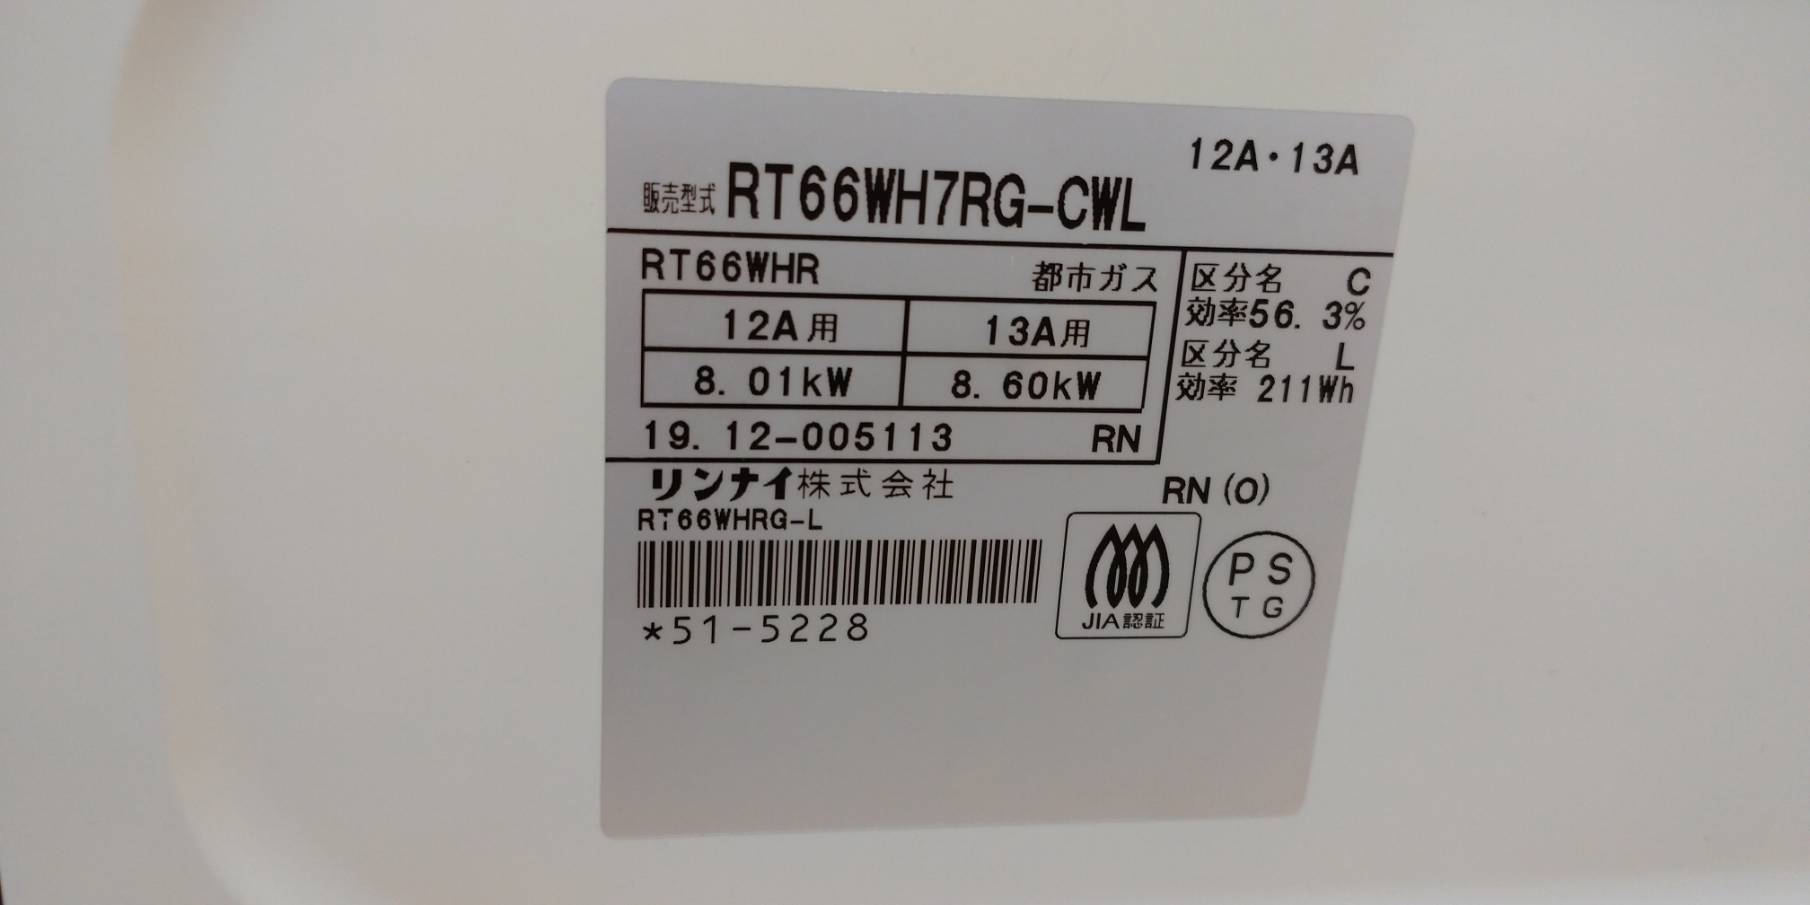 12A・13A
販売型式 RT66WH7RG-CWL
RT66WHR 都市ガス
12A用 13A用
8.01kW 8.60kW
19.12-005113 RN
区分名 C
効率56.3%
区分名 L
効率 211Wh
リンナイ株式会社 RN(O)
RT66WHRG-L
*51-5228
JIA認証
PS
TG